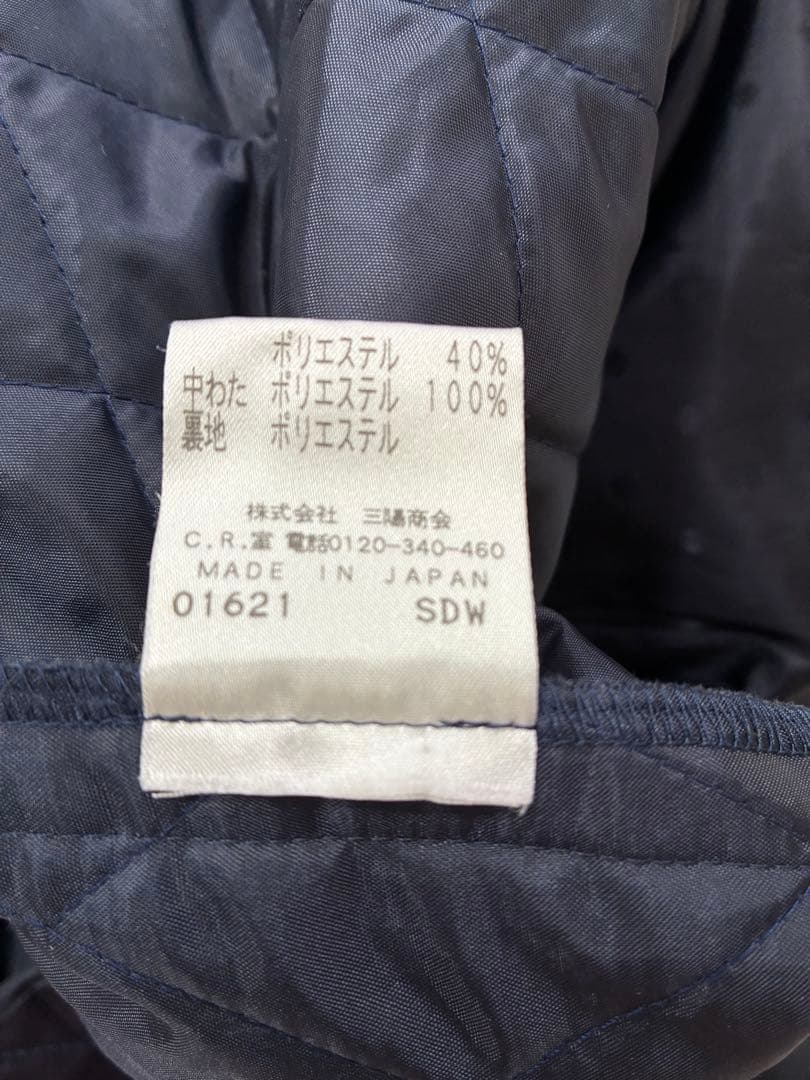 ポリエステル 40%
中わた ポリエステル 100%
裏地 ポリエステル
株式会社 三陽商会
C.R.室 電話0120-340-460
MADE IN JAPAN
01621 SDW